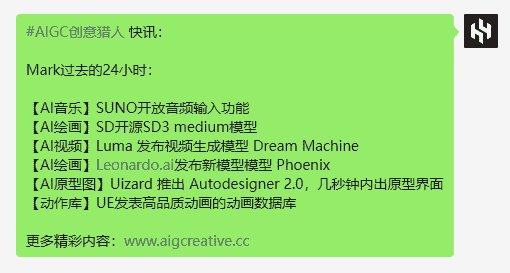 #AIGC创意猎人 快讯：
Mark过去的24小时：
【AI音乐】SUNO开放音频输入功能
【AI绘画】SD开源SD3 medium模型
【AI视频】Luma 发布视频生成模型 Dream Machine
【AI绘画】Leonardo.ai发布新模型模型 Phoenix
【AI原型图】Uizard 推出 Autodesigner 2.0，几秒钟内出原型界面
【动作库】UE发表高品质动画的动画数据库
更多精彩内容：www.aigcreative.cc